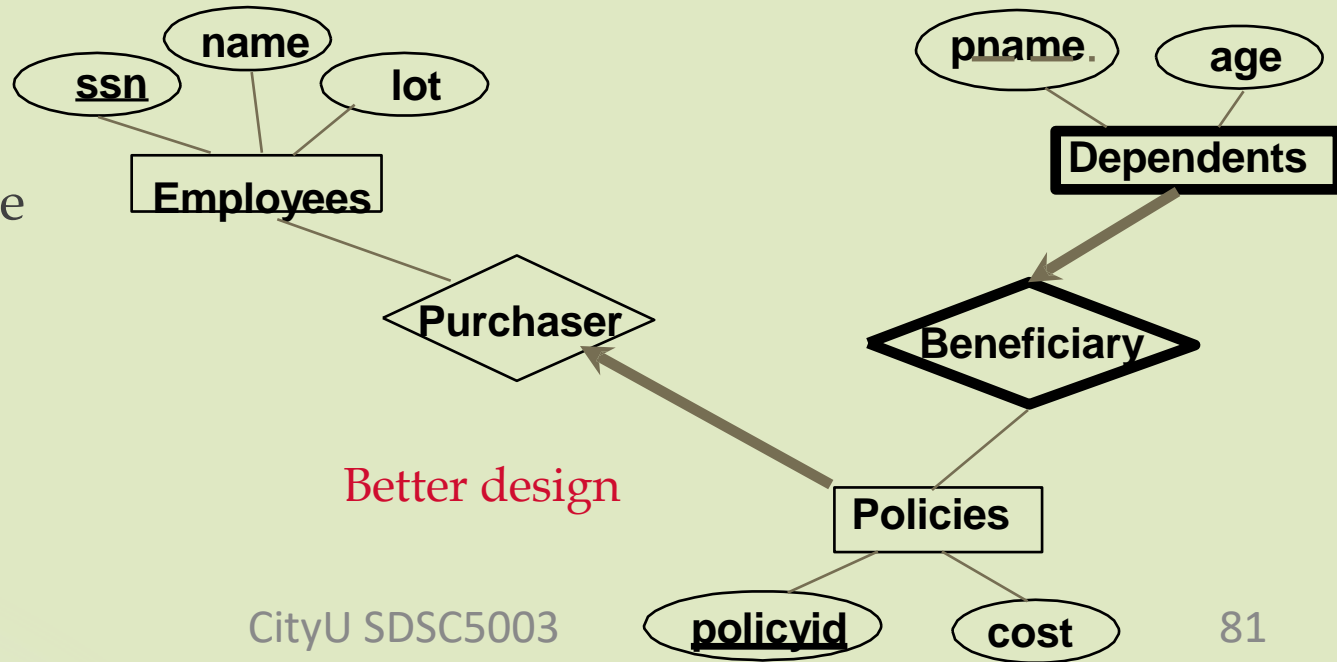 name
ssn
lot
pname
age
Employees
Dependents
e
Purchaser
Beneficiary
Better design
Policies
policyid
cost
CityU SDSC5003
81